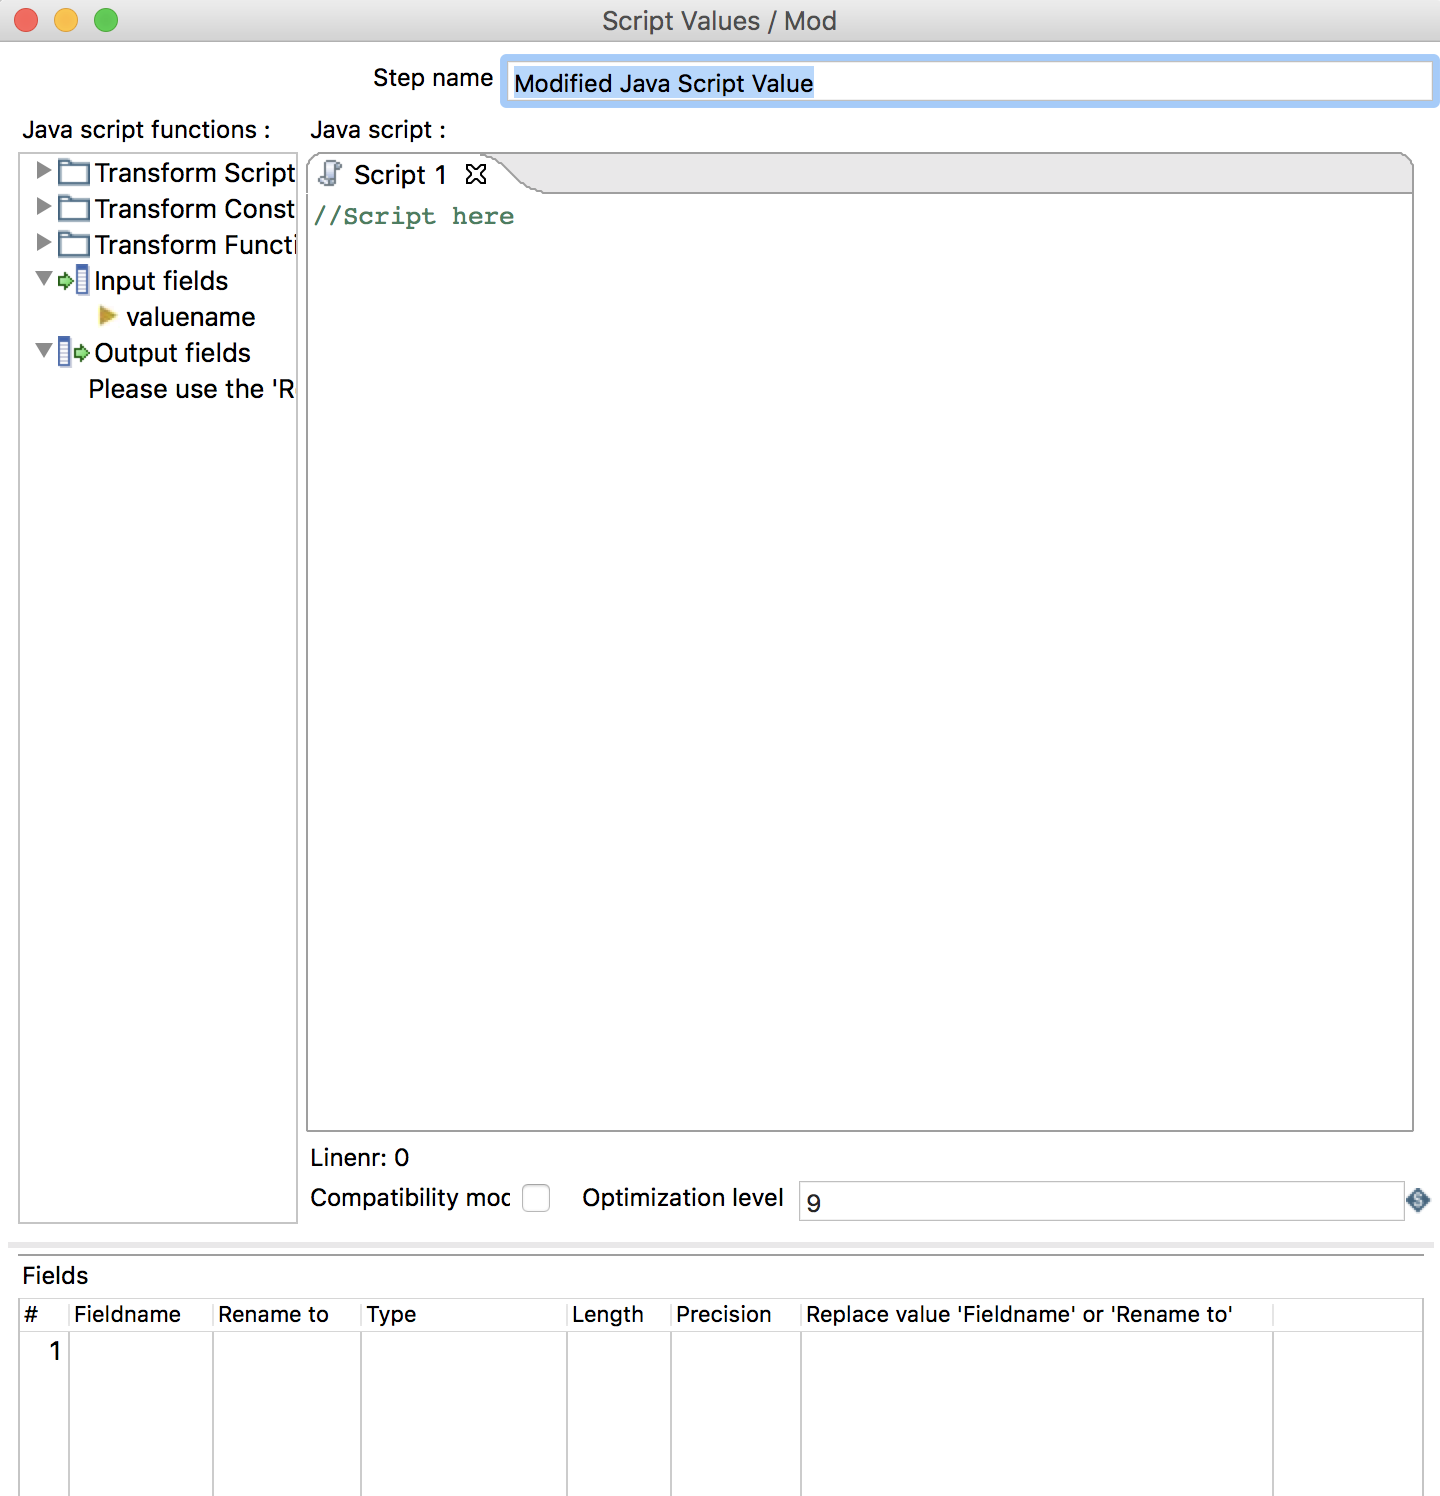 Script Values / Mod
Step name
Modified Java Script Value
Java script functions :
Java script :
Transform Script
Transform Const
Transform Functi
Input fields
valuename
Output fields
Please use the 'R
Script 1
//Script here
Linenr: 0
Compatibility mod
Optimization level
9
Fields
# Fieldname Rename to Type Length Precision Replace value 'Fieldname' or 'Rename to'
1